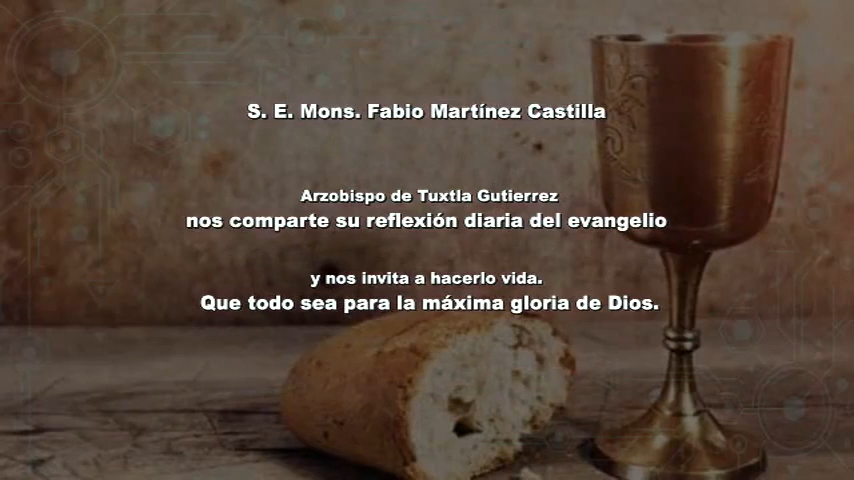 S. E. Mons. Fabio Martínez Castilla
Arzobispo de Tuxtla Gutierrez
nos comparte su reflexión diaria del evangelio
y nos invita a hacerlo vida.
Que todo sea para la máxima gloria de Dios.